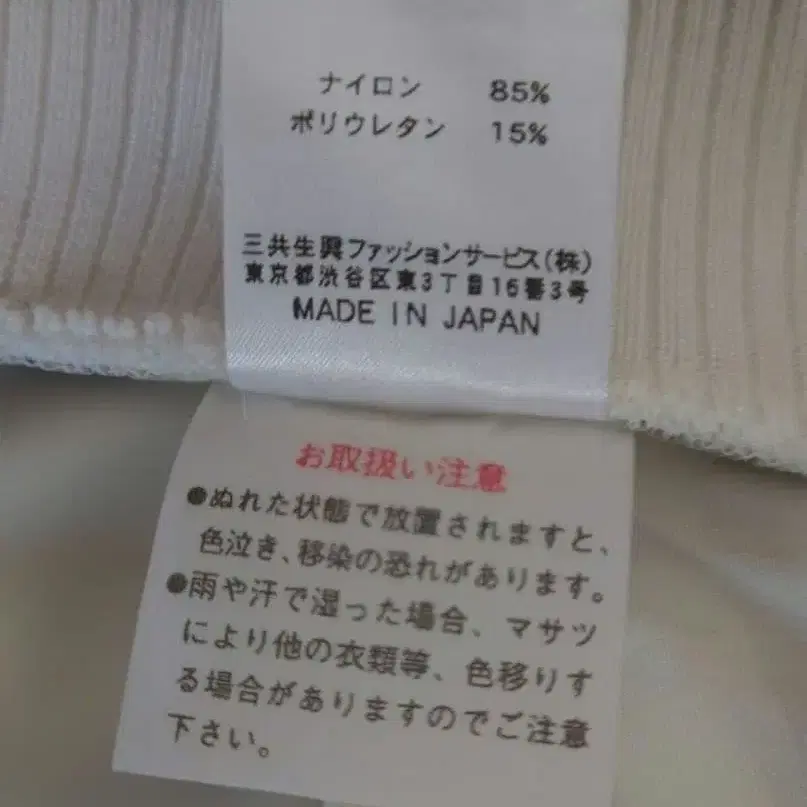 ナイロン 85%
ポリウレタン 15%
三共生興ファッションサービス(株)
東京都渋谷区東3丁目16番3号
MADE IN JAPAN
お取扱い注意
●ぬれた状態で放置されますと、
色泣き、移染の恐れがあります。
●雨や汗で湿った場合、マサツ
により他の衣類等、色移りす
る場合がありますのでご注意
下さい。